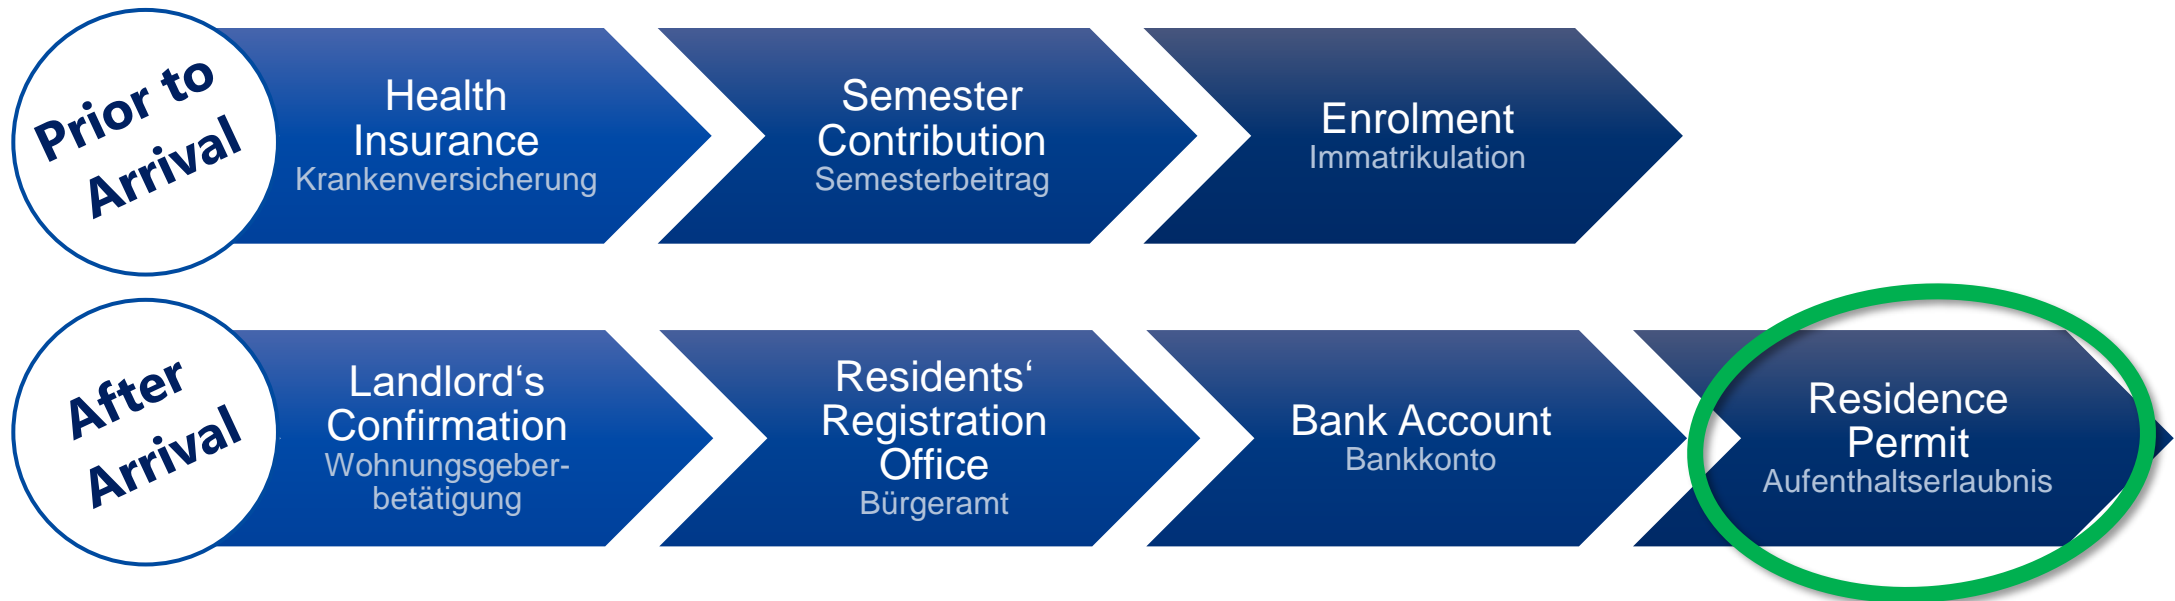 Prior to
Arrival
Health
Insurance
Krankenversicherung
Semester
Contribution
Semesterbeitrag
Enrolment
Immatrikulation
After
Arrival
Landlord‘s
Confirmation
Wohnungsgeber-
betätigung
Residents‘
Registration
Office
Bürgeramt
Bank Account
Bankkonto
Residence
Permit
Aufenthaltserlaubnis